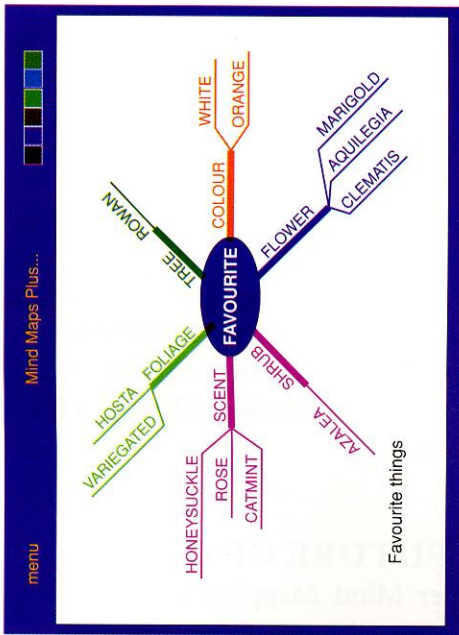 menu
Mind Maps Plus...
FAVOURITE
COLOUR
WHITE
ORANGE
FLOWER
MARIGOLD
AQUILEGIA
CLEMATIS
SHRUB
AZALEA
SCENT
HONEYSUCKLE
ROSE
CATMINT
FOLIAGE
HOSTA
VARIEGATED
TREE
ROWAN
Favourite things